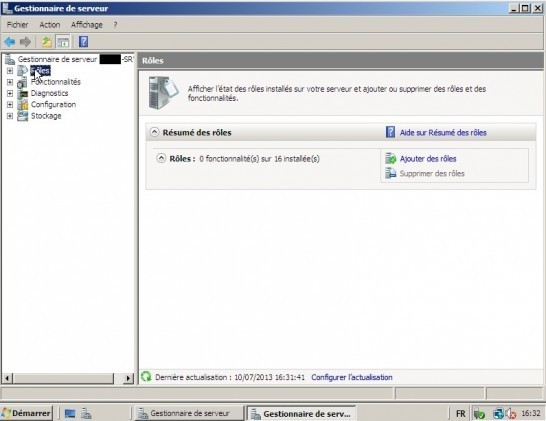 Gestionnaire de serveur
Fichier Action Affichage ?
Gestionnaire de serveur -SR
Rôles
Fonctionnalités
Diagnostics
Configuration
Stockage
Rôles
Afficher l'état des rôles installés sur votre serveur et ajouter ou supprimer des rôles et des
fonctionnalités.
Résumé des rôles
Aide sur Résumé des rôles
Rôles : 0 fonctionnalité(s) sur 16 installée(s)
Ajouter des rôles
Supprimer des rôles
Dernière actualisation : 10/07/2013 16:31:41 Configurer l'actualisation
Démarrer
Gestionnaire de serveur
Gestionnaire de serv...
FR
16:32